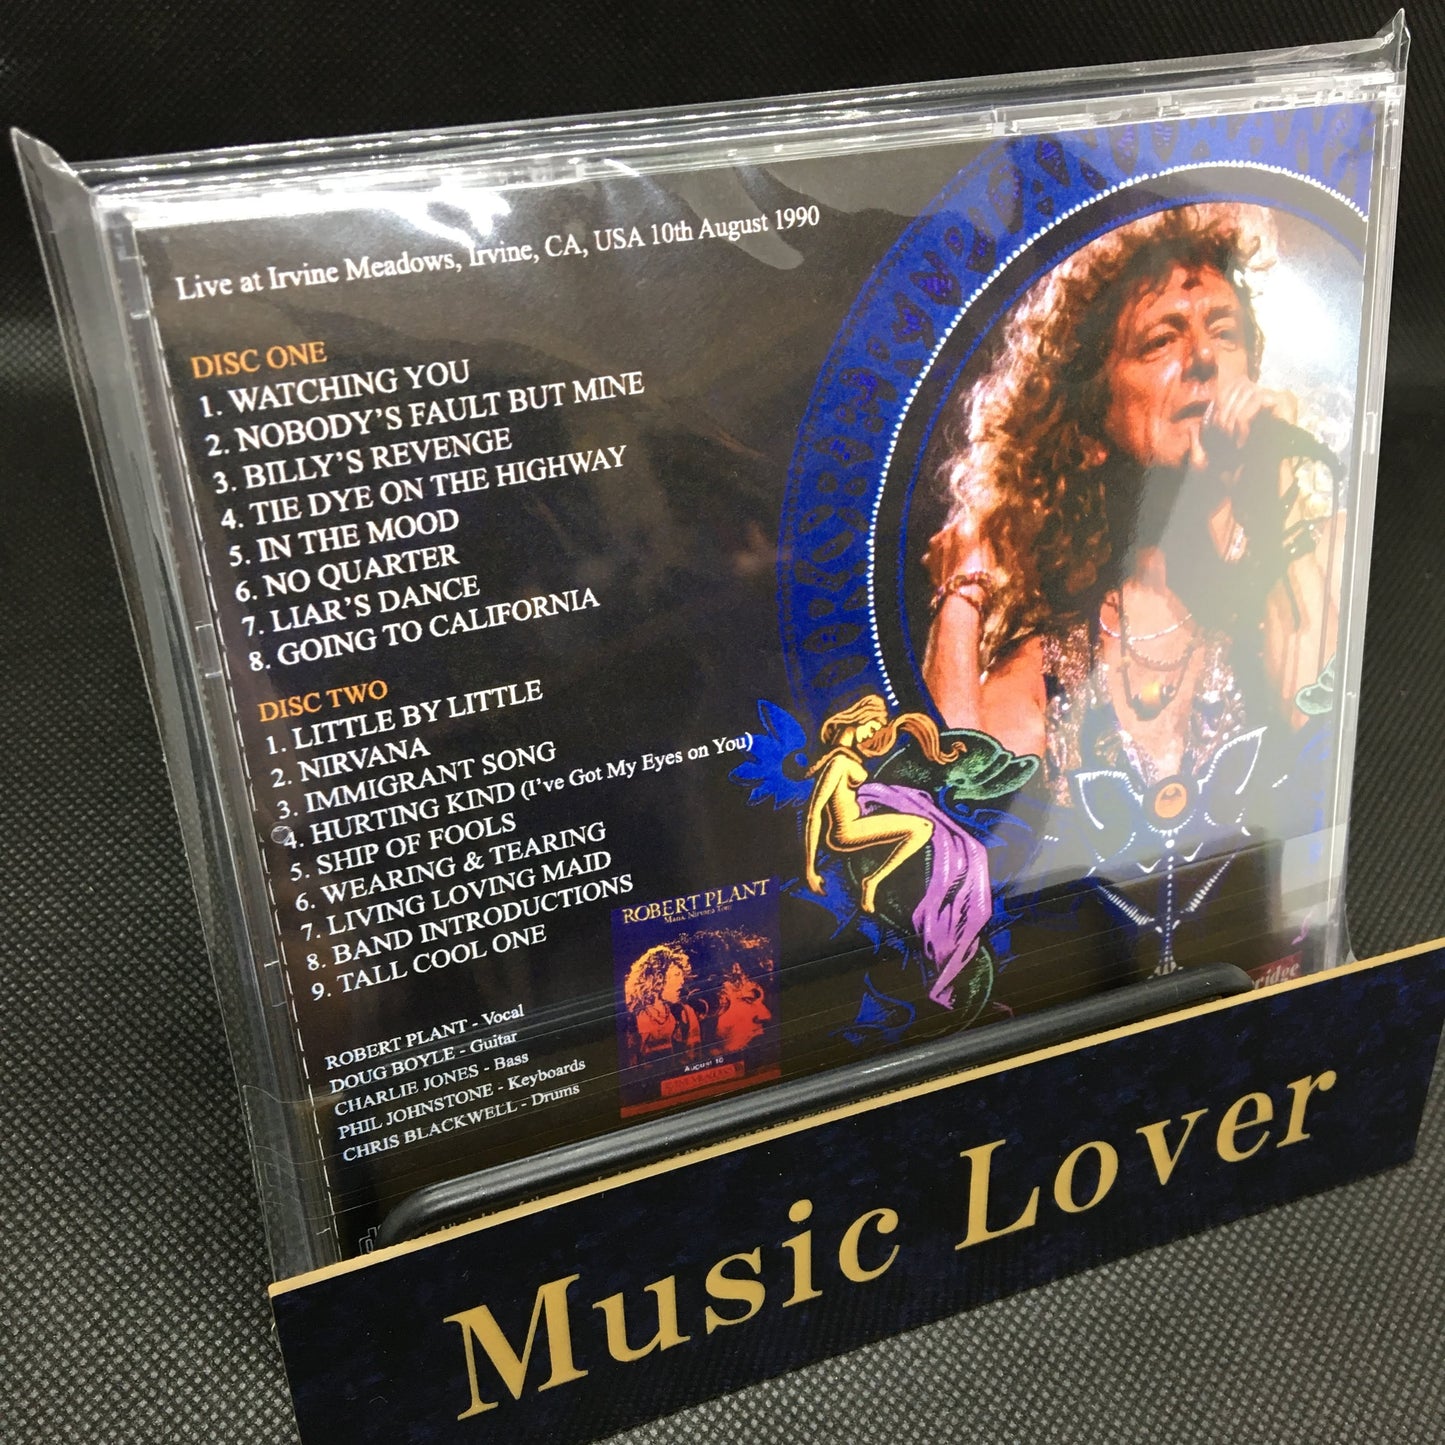 Live at Irvine Meadows, Irvine, CA, USA 10th August 1990
DISC ONE
1. WATCHING YOU
2. NOBODY'S FAULT BUT MINE
3. BILLY'S REVENGE
4. TIE DYE ON THE HIGHWAY
5. IN THE MOOD
6. NO QUARTER
7. LIAR'S DANCE
8. GOING TO CALIFORNIA
DISC TWO
1. LITTLE BY LITTLE
2. NIRVANA
3. IMMIGRANT SONG
4. HURTING KIND (I've Got My Eyes on You)
5. SHIP OF FOOLS
6. WEARING & TEARING
7. LIVING LOVING MAID
8. BAND INTRODUCTIONS
9. TALL COOL ONE
ROBERT PLANT - Vocal
DOUG BOYLE - Guitar
CHARLIE JONES - Bass
PHIL JOHNSTONE - Keyboards
CHRIS BLACKWELL - Drums
ROBERT PLANT
Manic Nirvana Tour
August 10
Music Lover